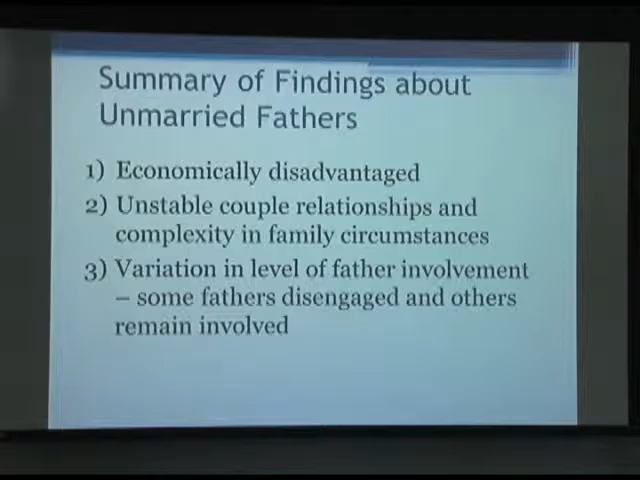 Summary of Findings about
Unmarried Fathers
1) Economically disadvantaged
2) Unstable couple relationships and
complexity in family circumstances
3) Variation in level of father involvement
– some fathers disengaged and others
remain involved